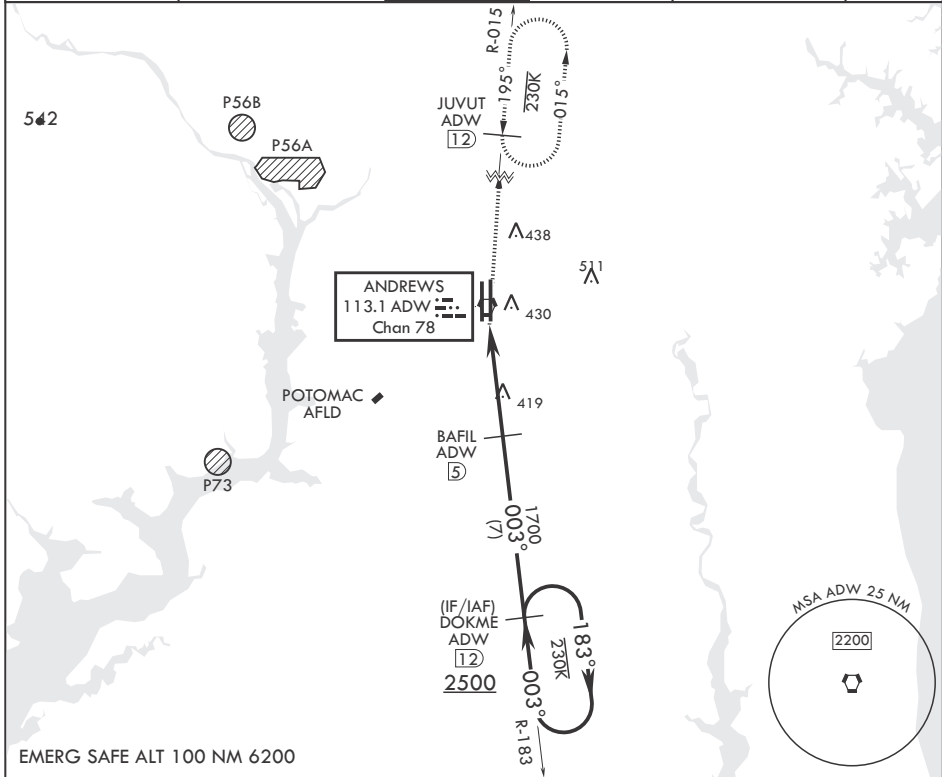 R-015
195°
230K
015°
JUVUT
ADW
12
542
P56B
P56A
438
511
ANDREWS
113.1 ADW
Chan 78
430
POTOMAC
AFLD
419
BAFIL
ADW
5
P73
1700
003°
(7)
(IF/IAF)
DOKME
ADW
12
2500
183°
230K
003°
R-183
MSA ADW 25 NM
2200
EMERG SAFE ALT 100 NM 6200